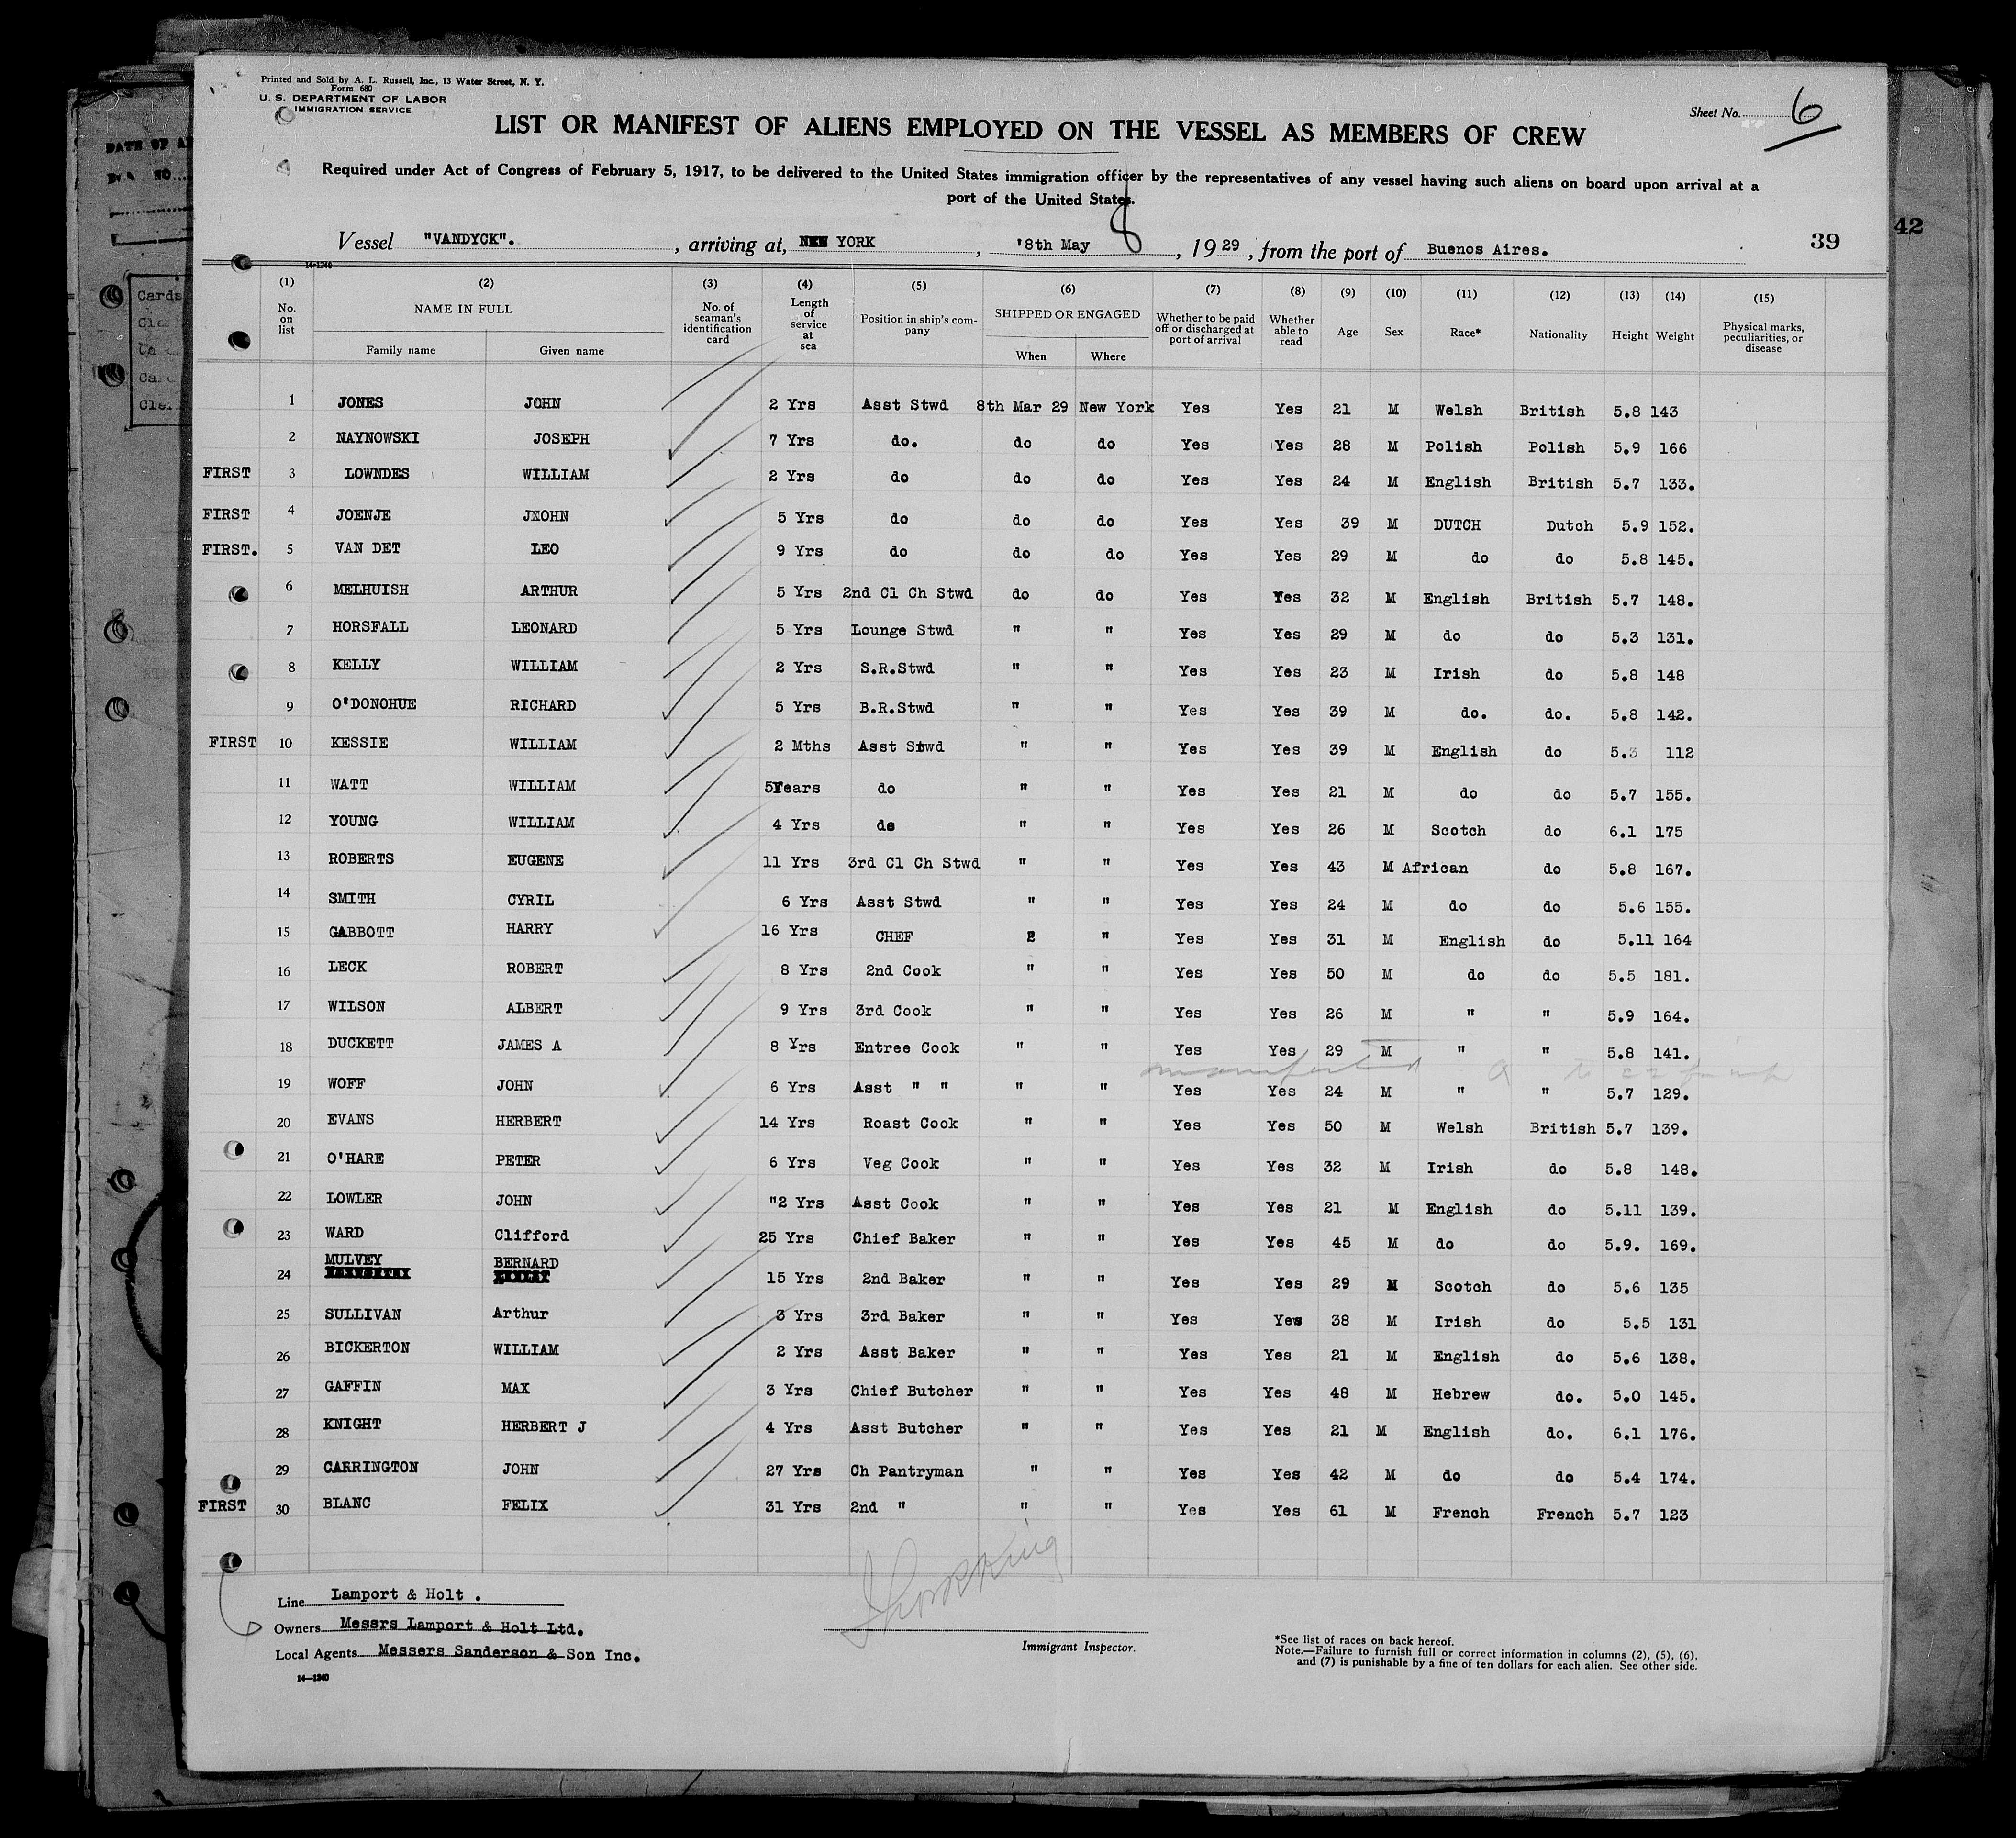 Printed and Sold by A. L. Russell, Inc., 13 Water Street, N. Y.
Form 680
U. S. DEPARTMENT OF LABOR
IMMIGRATION SERVICE
Sheet No. 6
LIST OR MANIFEST OF ALIENS EMPLOYED ON THE VESSEL AS MEMBERS OF CREW
Required under Act of Congress of February 5, 1917, to be delivered to the United States immigration officer by the representatives of any vessel having such aliens on board upon arrival at a
port of the United States.
Vessel "VANDYCK". , arriving at, NEW YORK , '8th May 8 , 19 29 , from the port of Buenos Aires. 39
42
14-1240
(1) (2) (3) (4) (5) (6) (7) (8) (9) (10) (11) (12) (13) (14) (15)
No. on list NAME IN FULL Family name Given name No. of seaman's identification card Length of service at sea Position in ship's company SHIPPED OR ENGAGED When Where Whether to be paid off or discharged at port of arrival Whether able to read Age Sex Race* Nationality Height Weight Physical marks, peculiarities, or disease
1 JONES JOHN 2 Yrs Asst Stwd 8th Mar 29 New York Yes Yes 21 M Welsh British 5.8 143
2 NAYNOWSKI JOSEPH 7 Yrs do. do do Yes Yes 28 M Polish Polish 5.9 166
FIRST 3 LOWNDES WILLIAM 2 Yrs do do do Yes Yes 24 M English British 5.7 133.
FIRST 4 JOENJE JXOHN 5 Yrs do do do Yes Yes 39 M DUTCH Dutch 5.9 152.
FIRST. 5 VAN DET LEO 9 Yrs do do do Yes Yes 29 M do do 5.8 145.
6 MELHUISH ARTHUR 5 Yrs 2nd Cl Ch Stwd do do Yes Yes 32 M English British 5.7 148.
7 HORSFALL LEONARD 5 Yrs Lounge Stwd " " Yes Yes 29 M do do 5.3 131.
8 KELLY WILLIAM 2 Yrs S.R.Stwd " " Yes Yes 23 M Irish do 5.8 148
9 O'DONOHUE RICHARD 5 Yrs B.R.Stwd " " Yes Yes 39 M do. do. 5.8 142.
FIRST 10 KESSIE WILLIAM 2 Mths Asst Stwd " " Yes Yes 39 M English do 5.3 112
11 WATT WILLIAM 5Years do " " Yes Yes 21 M do do 5.7 155.
12 YOUNG WILLIAM 4 Yrs do " " Yes Yes 26 M Scotch do 6.1 175
13 ROBERTS EUGENE 11 Yrs 3rd Cl Ch Stwd " " Yes Yes 43 M African do 5.8 167.
14 SMITH CYRIL 6 Yrs Asst Stwd " " Yes Yes 24 M do do 5.6 155.
15 GABBOTT HARRY 16 Yrs CHEF " " Yes Yes 31 M English do 5.11 164
16 LECK ROBERT 8 Yrs 2nd Cook " " Yes Yes 50 M do do 5.5 181.
17 WILSON ALBERT 9 Yrs 3rd Cook " " Yes Yes 26 M " " 5.9 164.
18 DUCKETT JAMES A 8 Yrs Entree Cook " " Yes Yes 29 M " " 5.8 141.
19 WOFF JOHN 6 Yrs Asst " " " " Yes Yes 24 M " " 5.7 129.
20 EVANS HERBERT 14 Yrs Roast Cook " " Yes Yes 50 M Welsh British 5.7 139.
21 O'HARE PETER 6 Yrs Veg Cook " " Yes Yes 32 M Irish do 5.8 148.
22 LOWLER JOHN "2 Yrs Asst Cook " " Yes Yes 21 M English do 5.11 139.
23 WARD Clifford 25 Yrs Chief Baker " " Yes Yes 45 M do do 5.9. 169.
24 MULVEY BERNARD 15 Yrs 2nd Baker " " Yes Yes 29 M Scotch do 5.6 135
25 SULLIVAN Arthur 3 Yrs 3rd Baker " " Yes Yes 38 M Irish do 5.5 131
26 BICKERTON WILLIAM 2 Yrs Asst Baker " " Yes Yes 21 M English do 5.6 138.
27 GAFFIN MAX 3 Yrs Chief Butcher " " Yes Yes 48 M Hebrew do. 5.0 145.
28 KNIGHT HERBERT J 4 Yrs Asst Butcher " " Yes Yes 21 M English do. 6.1 176.
29 CARRINGTON JOHN 27 Yrs Ch Pantryman " " Yes Yes 42 M do do 5.4 174.
FIRST 30 BLANC FELIX 31 Yrs 2nd " " " Yes Yes 61 M French French 5.7 123
Line Lamport & Holt .
Owners Messrs Lamport & Holt Ltd.
Local Agents Messers Sanderson & Son Inc.
14-1240
Immigrant Inspector.
*See list of races on back hereof.
Note.—Failure to furnish full or correct information in columns (2), (5), (6),
and (7) is punishable by a fine of ten dollars for each alien. See other side.